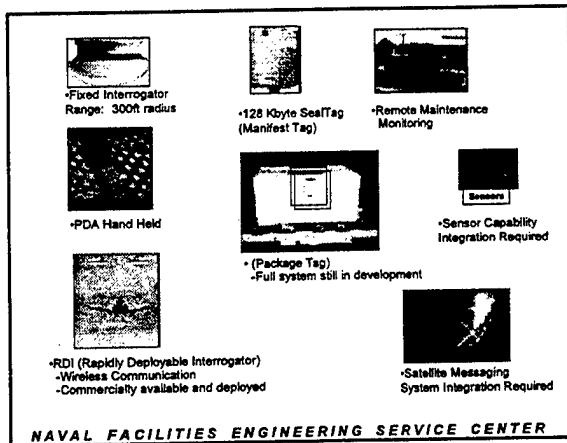 •Fixed Interrogator
Range: 300ft radius
•128 Kbyte SealTag
(Manifest Tag)
•Remote Maintenance
Monitoring
•PDA Hand Held
• (Package Tag)
-Full system still in development
Sensors
•Sensor Capability
Integration Required
•RDI (Rapidly Deployable Interrogator)
-Wireless Communication
-Commercially available and deployed
•Satellite Messaging
System Integration Required
NAVAL FACILITIES ENGINEERING SERVICE CENTER